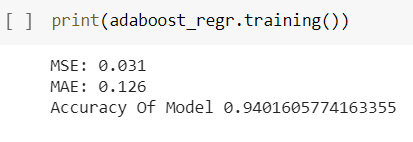 [ ] print(adaboost_regr.training())
MSE: 0.031
MAE: 0.126
Accuracy Of Model 0.9401605774163355